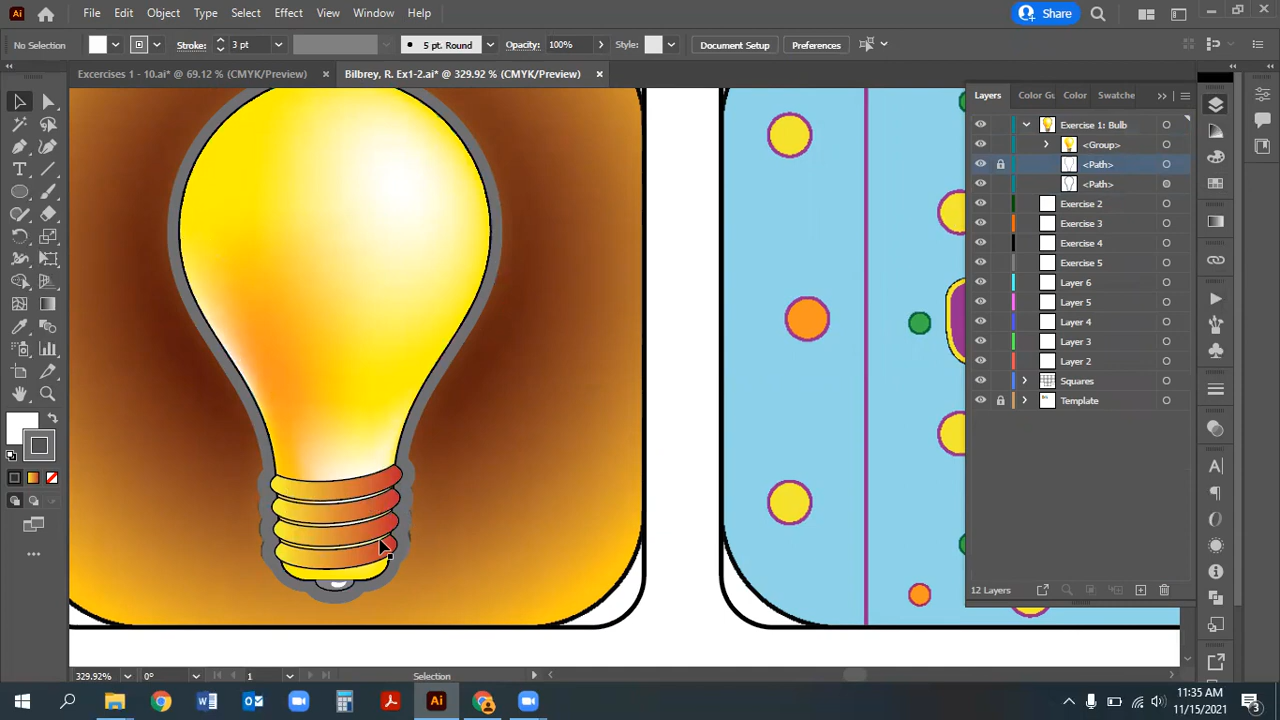 Ai File Edit Object Type Select Effect View Window Help Share
No Selection Stroke: 3 pt 5 pt. Round Opacity: 100% Style: Document Setup Preferences
Excercises 1 - 10.ai* @ 69.12 % (CMYK/Preview) × Bilbrey, R. Ex1-2.ai* @ 329.92 % (CMYK/Preview) ×
Layers Color Gu Color Swatche
Exercise 1: Bulb
<Group>
<Path>
<Path>
Exercise 2
Exercise 3
Exercise 4
Exercise 5
Layer 6
Layer 5
Layer 4
Layer 3
Layer 2
Squares
Template
12 Layers
329.92% 0° 1 Selection
11:35 AM
11/15/2021
3